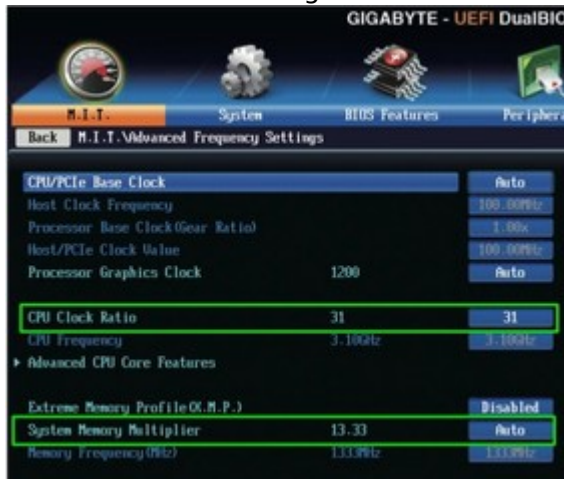 GIGABYTE - UEFI DualBIO
M.I.T. System BIOS Features Peripher
Back M.I.T.\Advanced Frequency Settings
CPU/PCIe Base Clock Auto
Host Clock Frequency 100.00MHz
Processor Base Clock(Gear Ratio) 1.00x
Host/PCIe Clock Value 100.00MHz
Processor Graphics Clock 1200 Auto
CPU Clock Ratio 31 31
CPU Frequency 3.10GHz 3.10GHz
Advanced CPU Core Features
Extreme Memory Profile(X.M.P.) Disabled
System Memory Multiplier 13.33 Auto
Memory Frequency(MHz) 1333MHz 1333MHz